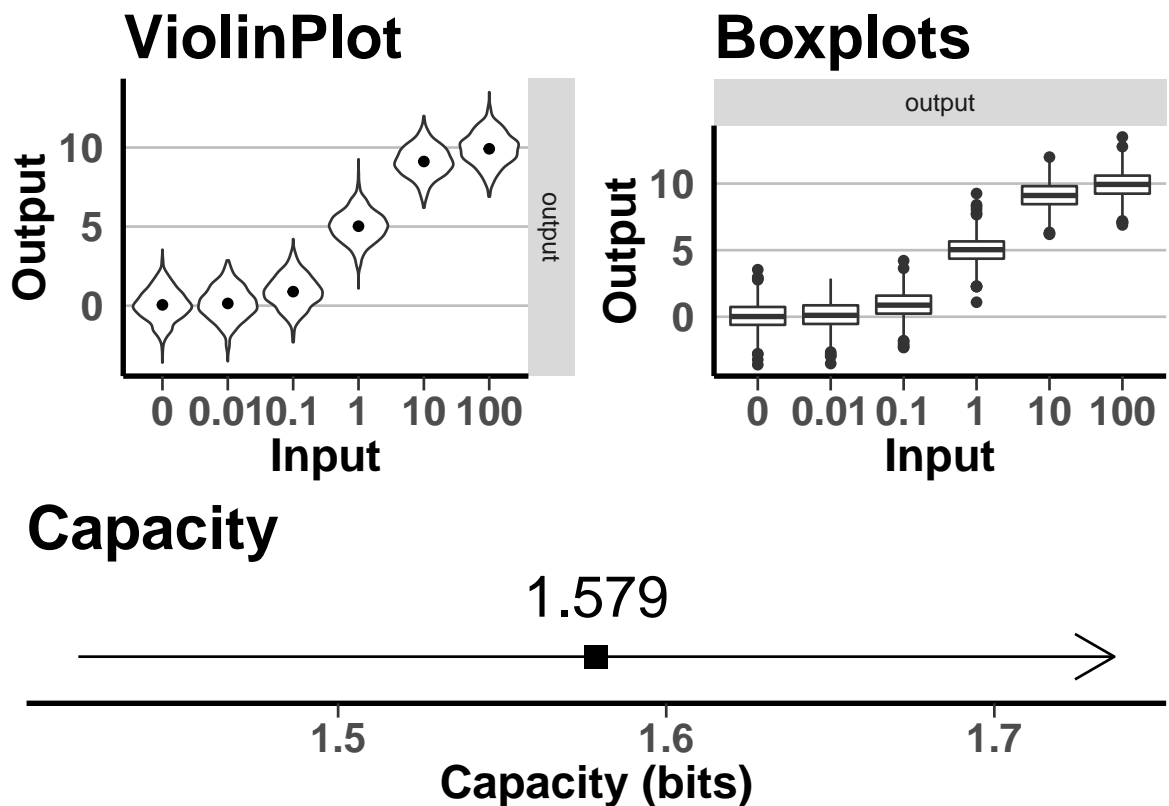 ViolinPlot
Output
10
5
0
0 0.01 0.1 1 10 100
Input
output
Boxplots
output
Output
10
5
0
0 0.01 0.1 1 10 100
Input
Capacity
1.579
1.5 1.6 1.7
Capacity (bits)